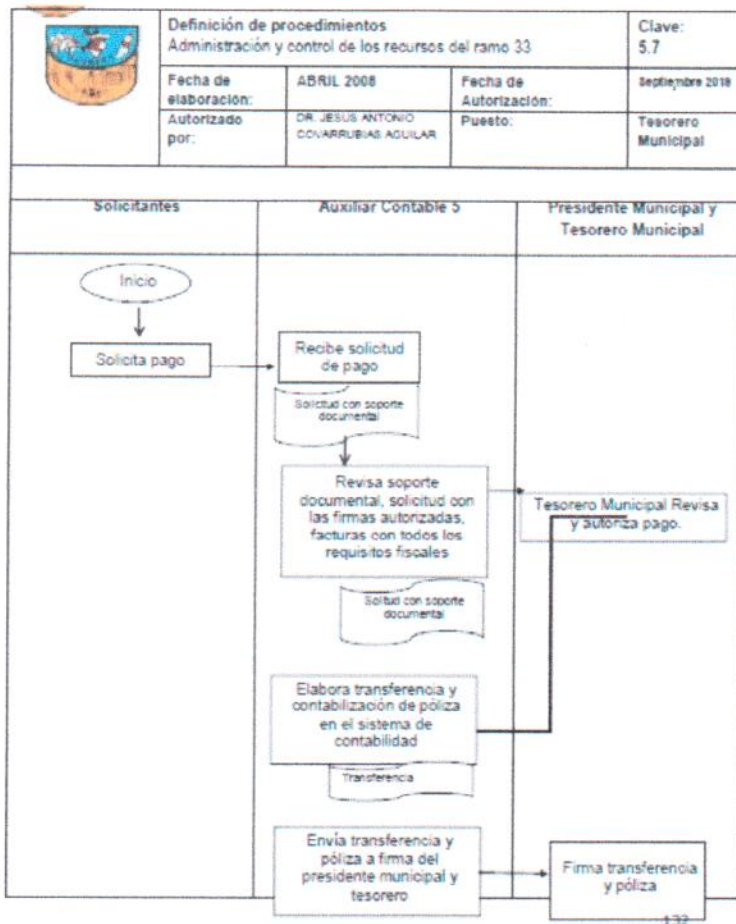 Definición de procedimientos
Administración y control de los recursos del ramo 33
Clave:
5.7
Fecha de
elaboración:
ABRIL 2008
Fecha de
Autorización:
Septiembre 2018
Autorizado
por:
DR. JESUS ANTONIO
COVARRUBIAS AGUILAR
Puesto:
Tesorero
Municipal
Solicitantes
Auxiliar Contable 5
Presidente Municipal y
Tesorero Municipal
Inicio
Solicita pago
Recibe solicitud
de pago
Solicitud con soporte
documental
Revisa soporte
documental, solicitud con
las firmas autorizadas,
facturas con todos los
requisitos fiscales
Tesorero Municipal Revisa
y autoriza pago.
Solitud con soporte
documental
Elabora transferencia y
contabilización de póliza
en el sistema de
contabilidad
Transferencia
Envía transferencia y
póliza a firma del
presidente municipal y
tesorero
Firma transferencia
y póliza
132